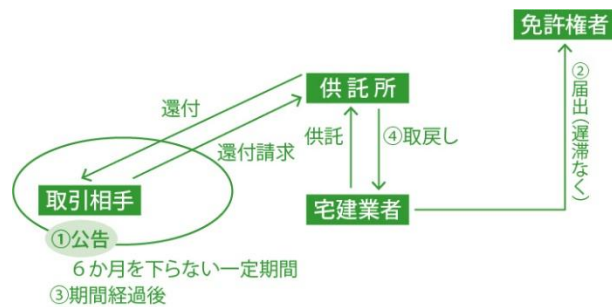 免許権者
供託所
②届出(遅滞なく)
還付
供託
④取戻し
還付請求
取引相手
宅建業者
①公告
6か月を下らない一定期間
③期間経過後